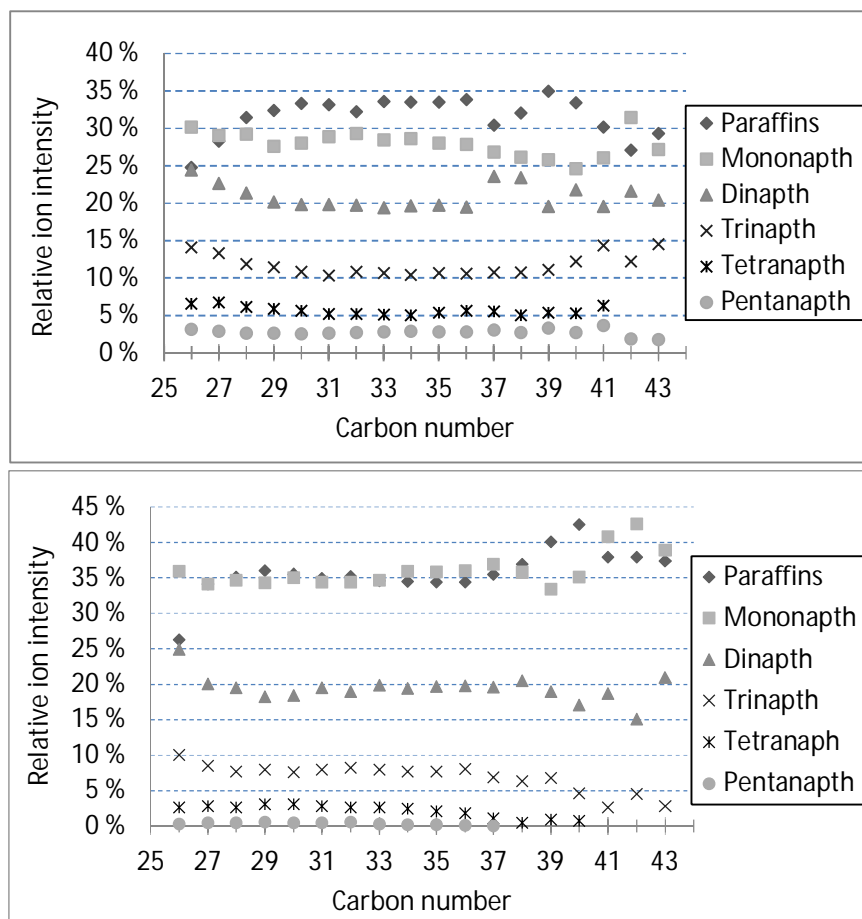 40 %
35 %
30 %
25 %
20 %
15 %
10 %
5 %
0 %
Relative ion intensity
25 27 29 31 33 35 37 39 41 43
Carbon number
Paraffins
Mononapth
Dinapth
Trinapth
Tetranapth
Pentanapth
45 %
40 %
35 %
30 %
25 %
20 %
15 %
10 %
5 %
0 %
Relative ion intensity
25 27 29 31 33 35 37 39 41 43
Carbon number
Paraffins
Mononapth
Dinapth
Trinapth
Tetranaph
Pentanapth